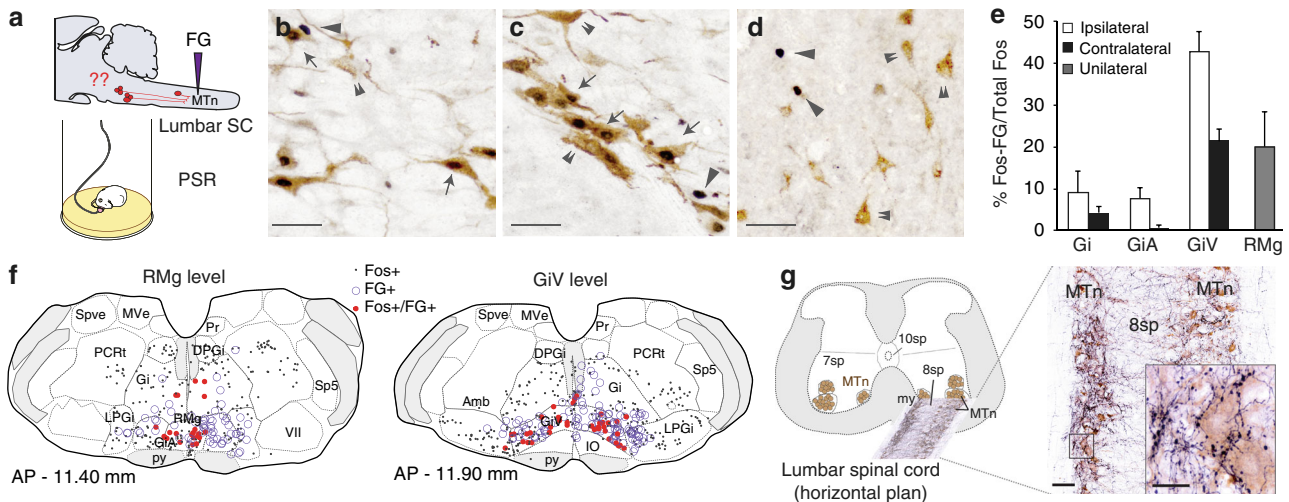 a
FG
??
MTn
Lumbar SC
PSR
b
c
d
e
% Fos-FG/Total Fos
50
40
30
20
10
0
Ipsilateral
Contralateral
Unilateral
Gi
GiA
GiV
RMg
f
RMg level
Fos+
FG+
Fos+/FG+
GiV level
Spve
MVe
Pr
PCRt
DPGi
Gi
Sp5
LPGi
RMg
GiA
VII
py
AP - 11.40 mm
Spve
MVe
Pr
DPGi
PCRt
Gi
Sp5
Amb
GiV
LPGi
IO
py
AP - 11.90 mm
g
10sp
7sp
8sp
MTn
my
MTn
Lumbar spinal cord
(horizontal plan)
MTn
MTn
8sp